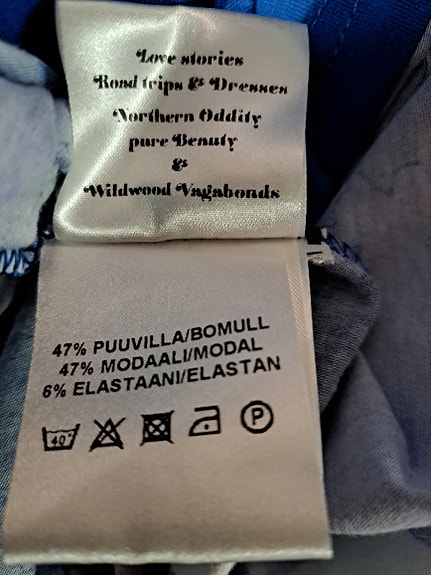 Love stories
Road trips & Dresses
Northern Oddity
pure Beauty
&
Wildwood Vagabonds
47% PUUVILLA/BOMULL
47% MODAALI/MODAL
6% ELASTAANI/ELASTAN
40° P